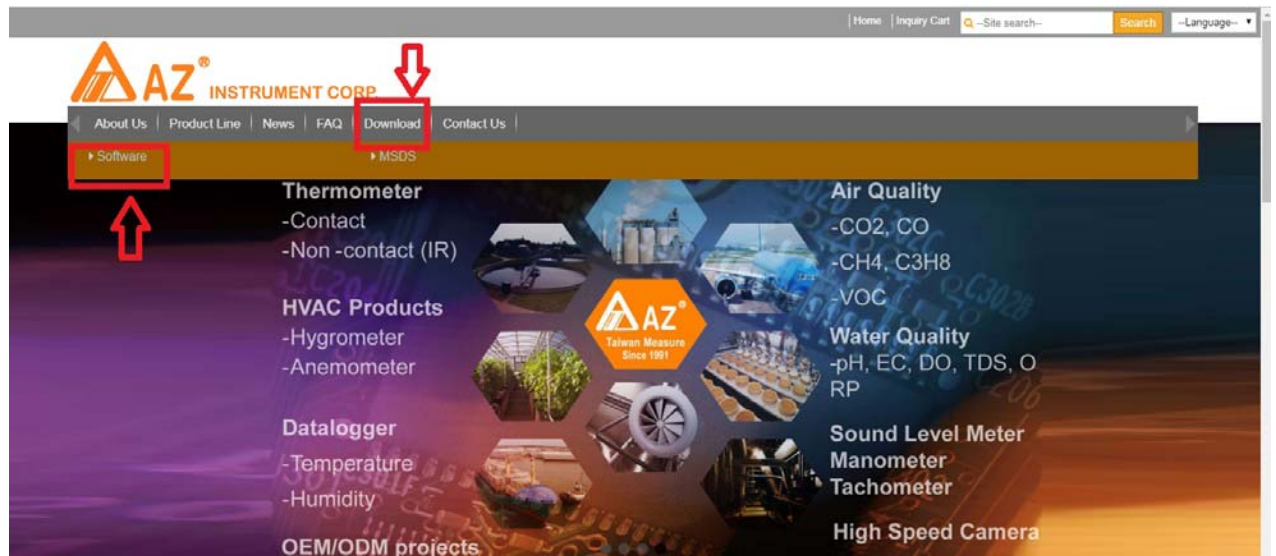 Home Inquiry Cart --Site search-- Search --Language--
AZ® INSTRUMENT CORP.
About Us Product Line News FAQ Download Contact Us
Software MSDS
Thermometer
-Contact
-Non -contact (IR)
HVAC Products
-Hygrometer
-Anemometer
Datalogger
-Temperature
-Humidity
OEM/ODM projects
AZ®
Taiwan Measure
Since 1991
Air Quality
-CO2, CO
-CH4, C3H8
-VOC
Water Quality
-pH, EC, DO, TDS, O
RP
Sound Level Meter
Manometer
Tachometer
High Speed Camera